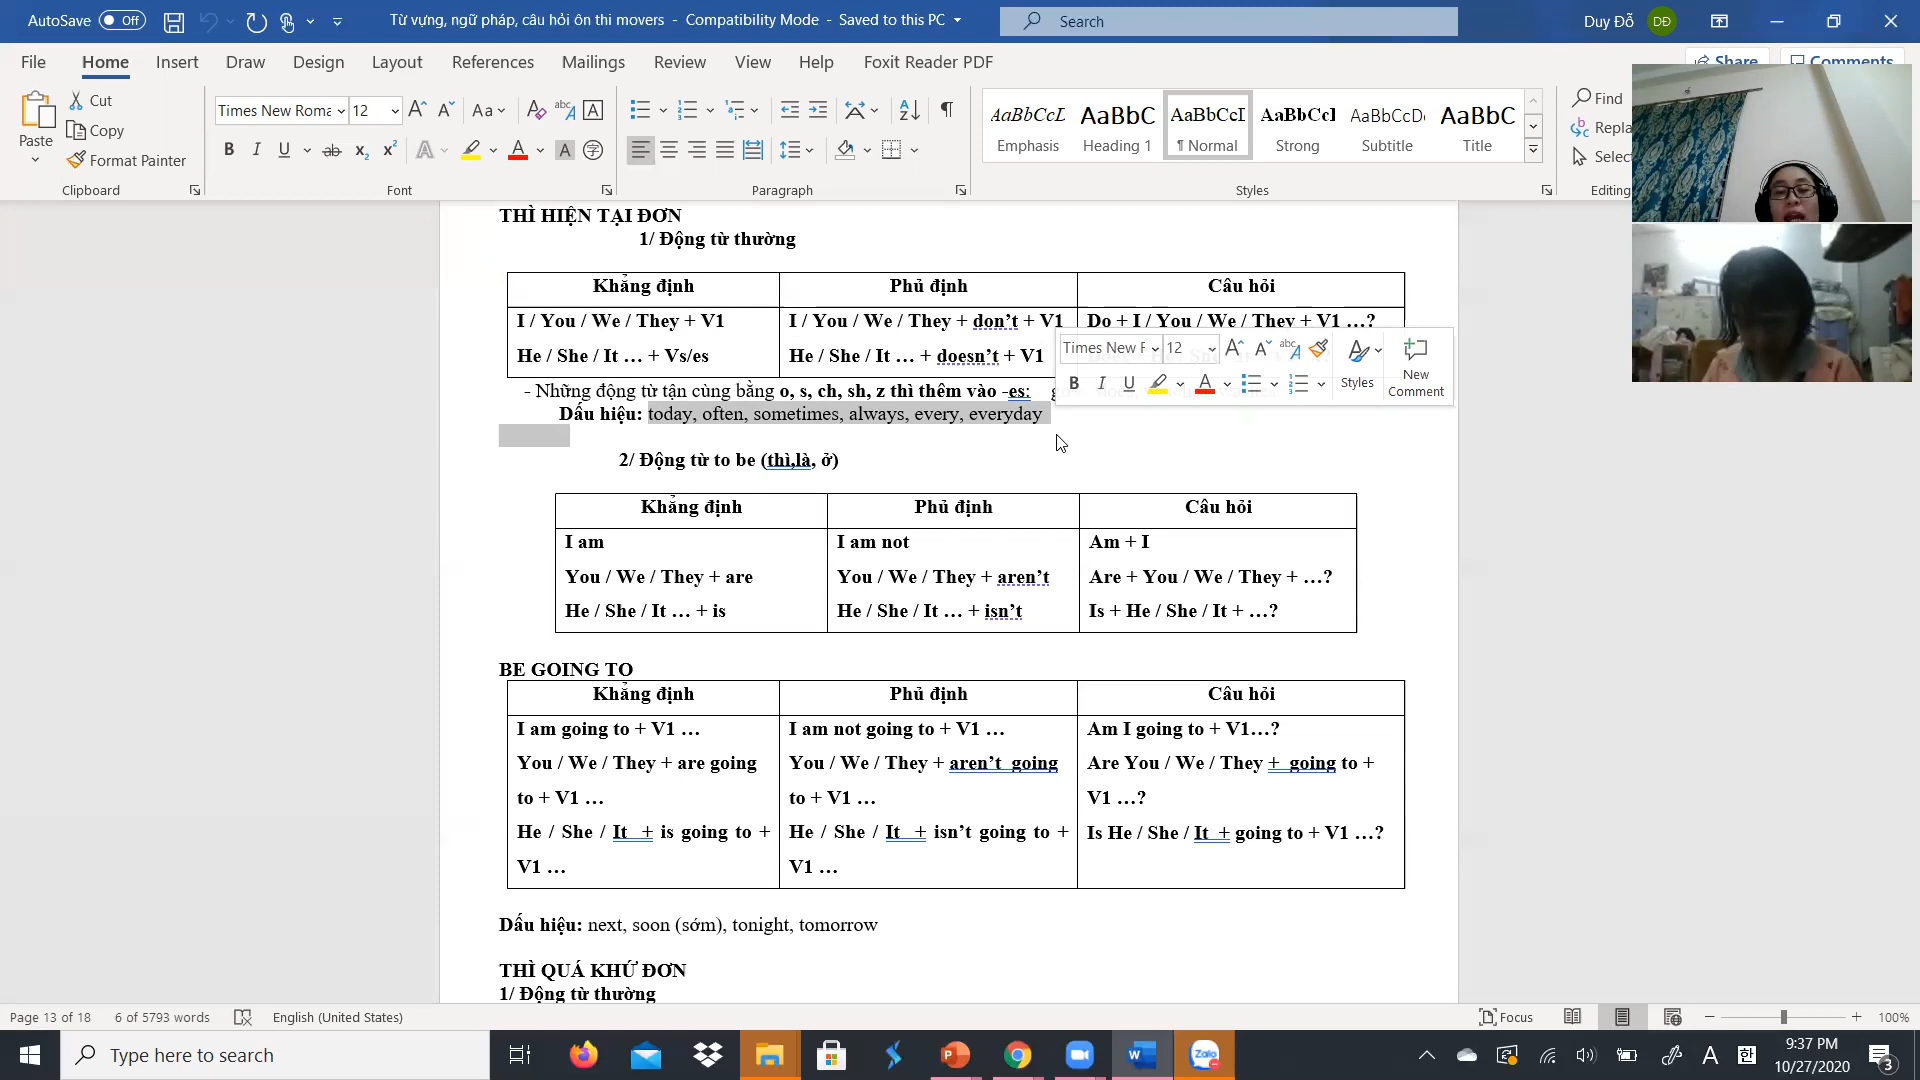 AutoSave Off Từ vựng, ngữ pháp, câu hỏi ôn thi movers - Compatibility Mode - Saved to this PC Search Duy Đỗ DĐ
File Home Insert Draw Design Layout References Mailings Review View Help Foxit Reader PDF Share Comments
Paste Cut Copy Format Painter
Times New Roma 12 Aa
B I U ab x₂ x² A
AaBbCcL AaBbC AaBbCcI AaBbCcI AaBbCcD AaBbC
Emphasis Heading 1 ¶ Normal Strong Subtitle Title
Find
Repla
Selec
Clipboard Font Paragraph Styles Editing
THÌ HIỆN TẠI ĐƠN
1/ Động từ thường
Khẳng định Phủ định Câu hỏi
I / You / We / They + V1 I / You / We / They + don’t + V1 Do + I / You / We / They + V1 …?
He / She / It … + Vs/es He / She / It … + doesn’t + V1
Times New F 12
B I U A Styles New Comment
- Những động từ tận cùng bằng o, s, ch, sh, z thì thêm vào -es:
Dấu hiệu: today, often, sometimes, always, every, everyday
2/ Động từ to be (thì,là, ở)
Khẳng định Phủ định Câu hỏi
I am I am not Am + I
You / We / They + are You / We / They + aren’t Are + You / We / They + …?
He / She / It … + is He / She / It … + isn’t Is + He / She / It + …?
BE GOING TO
Khẳng định Phủ định Câu hỏi
I am going to + V1 … I am not going to + V1 … Am I going to + V1…?
You / We / They + are going You / We / They + aren’t going Are You / We / They + going to +
to + V1 … to + V1 … V1 …?
He / She / It + is going to + He / She / It + isn’t going to + Is He / She / It + going to + V1 …?
V1 … V1 …
Dấu hiệu: next, soon (sớm), tonight, tomorrow
THÌ QUÁ KHỨ ĐƠN
1/ Động từ thường
Page 13 of 18 6 of 5793 words English (United States) Focus 100%
Type here to search Zalo A 한 9:37 PM
10/27/2020 3